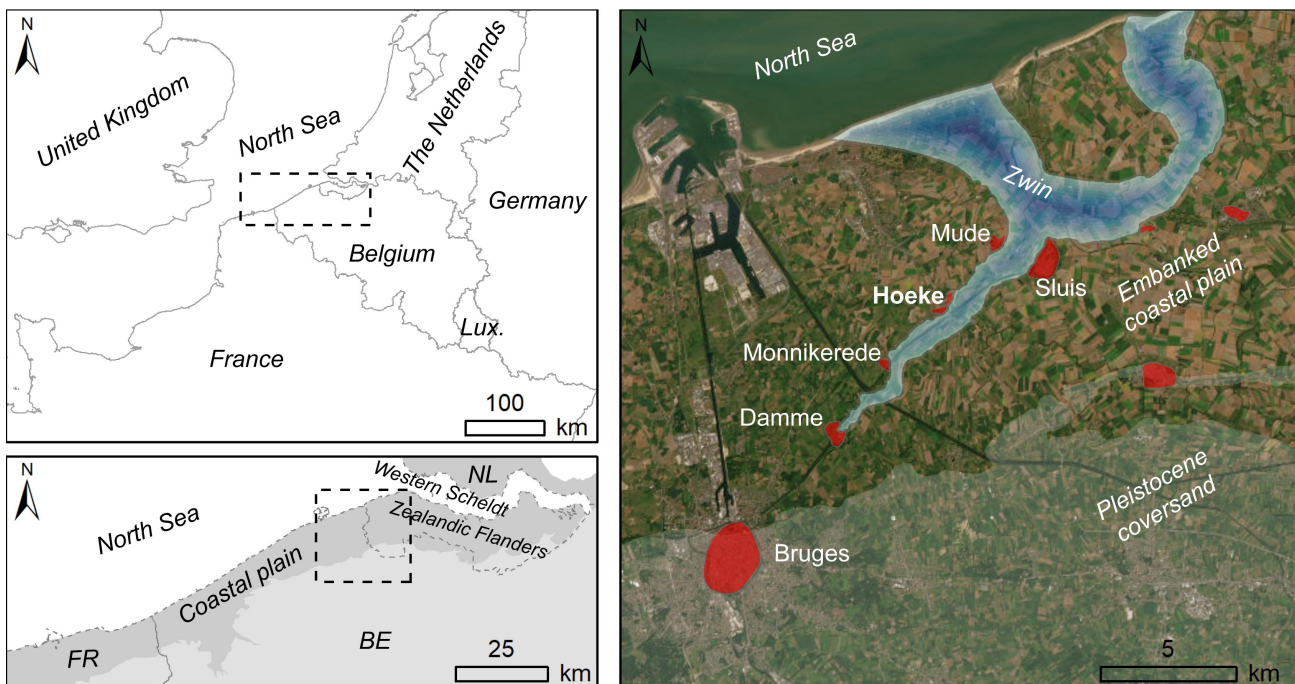 N
United Kingdom
North Sea
The Netherlands
Germany
Belgium
Lux.
France
100
km
N
NL
Western Scheldt
North Sea
Zealandic Flanders
Coastal plain
BE
FR
25
km
N
North Sea
Zwin
Mude
Sluis
Embanked
coastal plain
Hoeke
Monnikerede
Damme
Pleistocene
coversand
Bruges
5
km